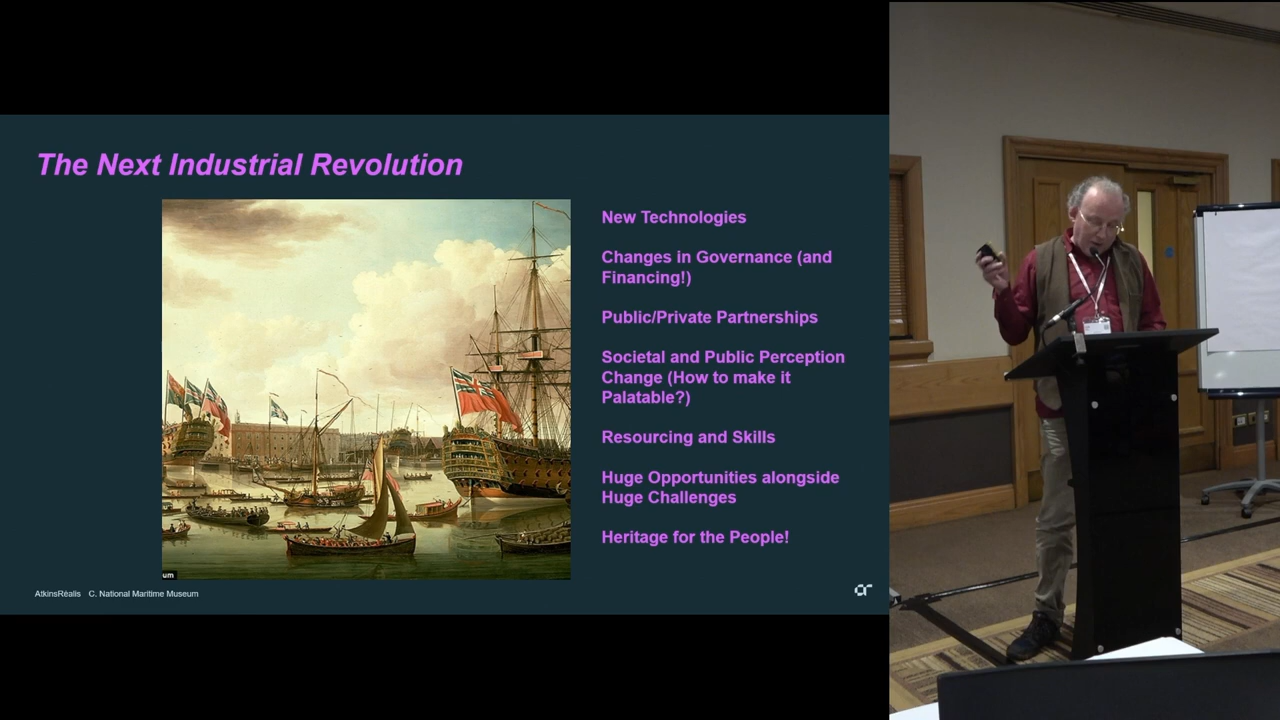 The Next Industrial Revolution
New Technologies
Changes in Governance (and
Financing!)
Public/Private Partnerships
Societal and Public Perception
Change (How to make it
Palatable?)
Resourcing and Skills
Huge Opportunities alongside
Huge Challenges
Heritage for the People!
um
AtkinsRéalis C. National Maritime Museum